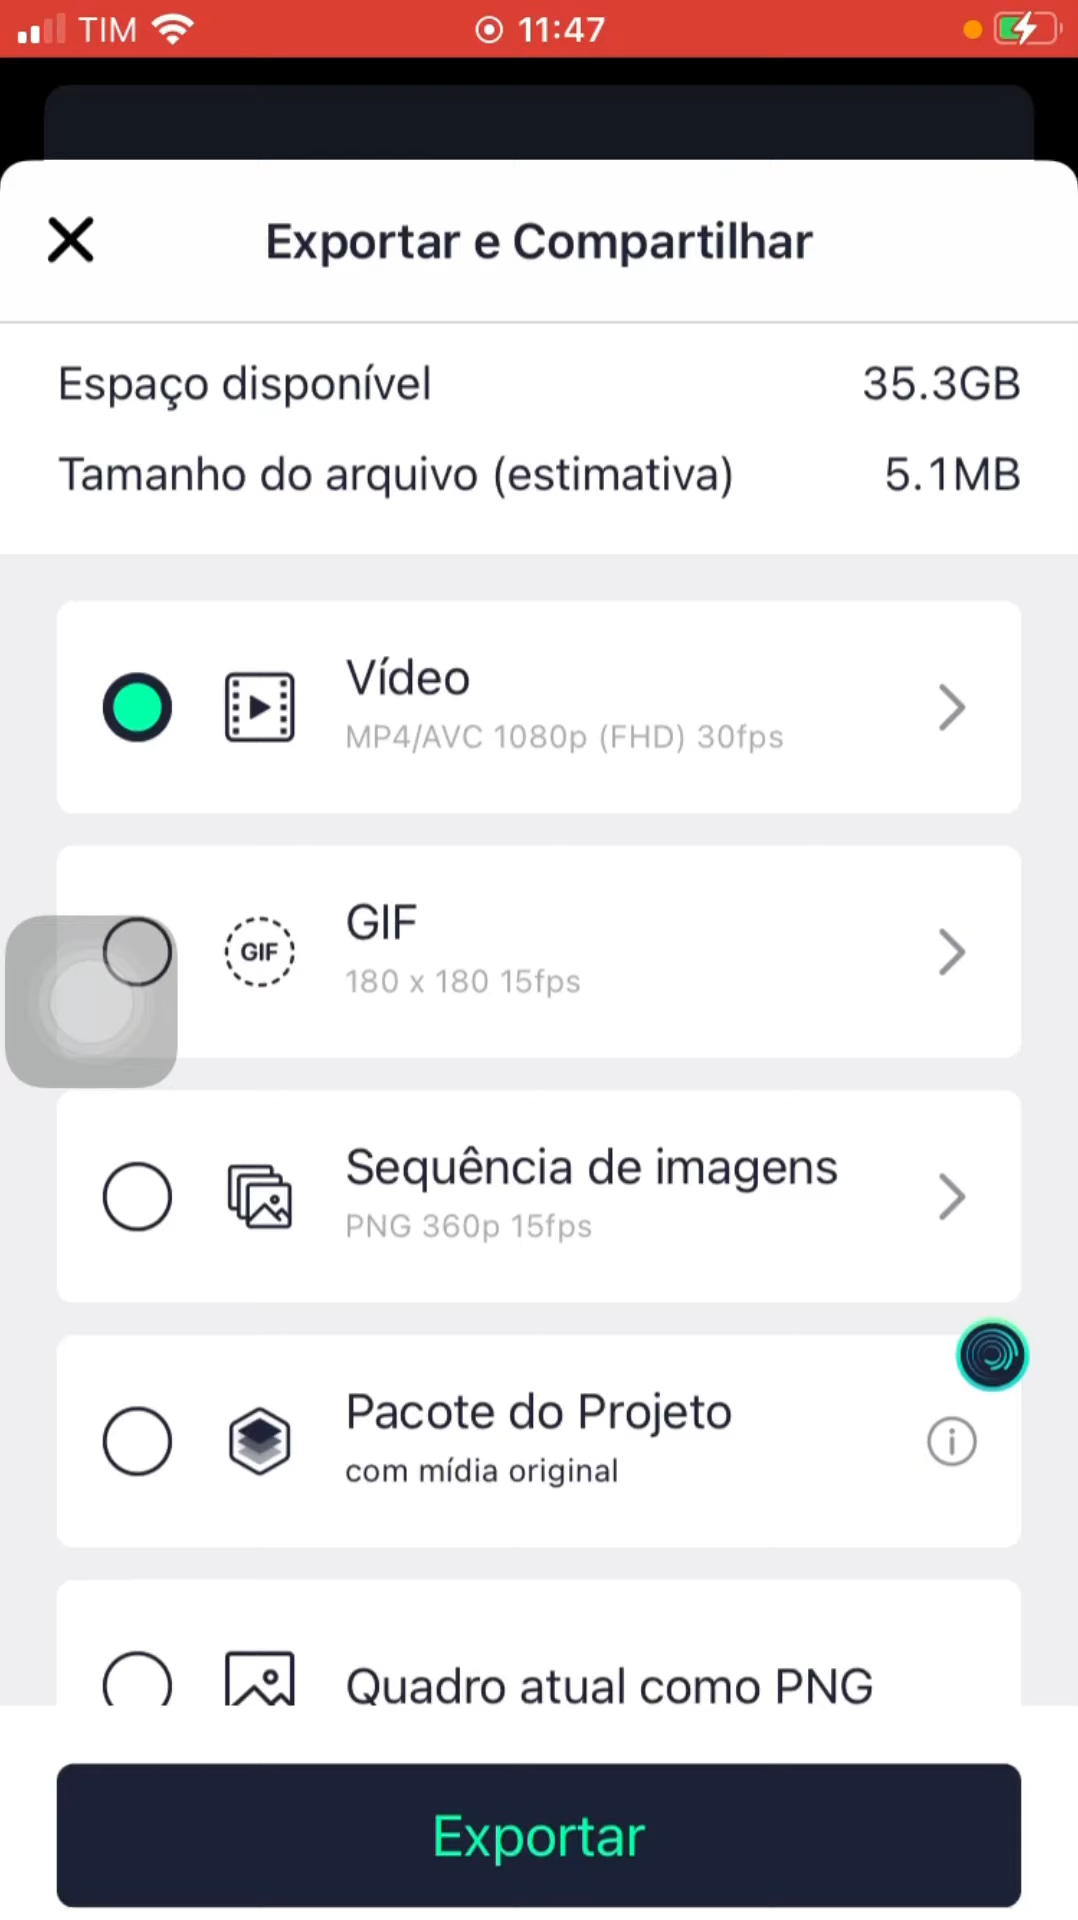 TIM 11:47
Exportar e Compartilhar
Espaço disponível 35.3GB
Tamanho do arquivo (estimativa) 5.1MB
Vídeo
MP4/AVC 1080p (FHD) 30fps
GIF
GIF
180 x 180 15fps
Sequência de imagens
PNG 360p 15fps
Pacote do Projeto
com mídia original
Quadro atual como PNG
Exportar